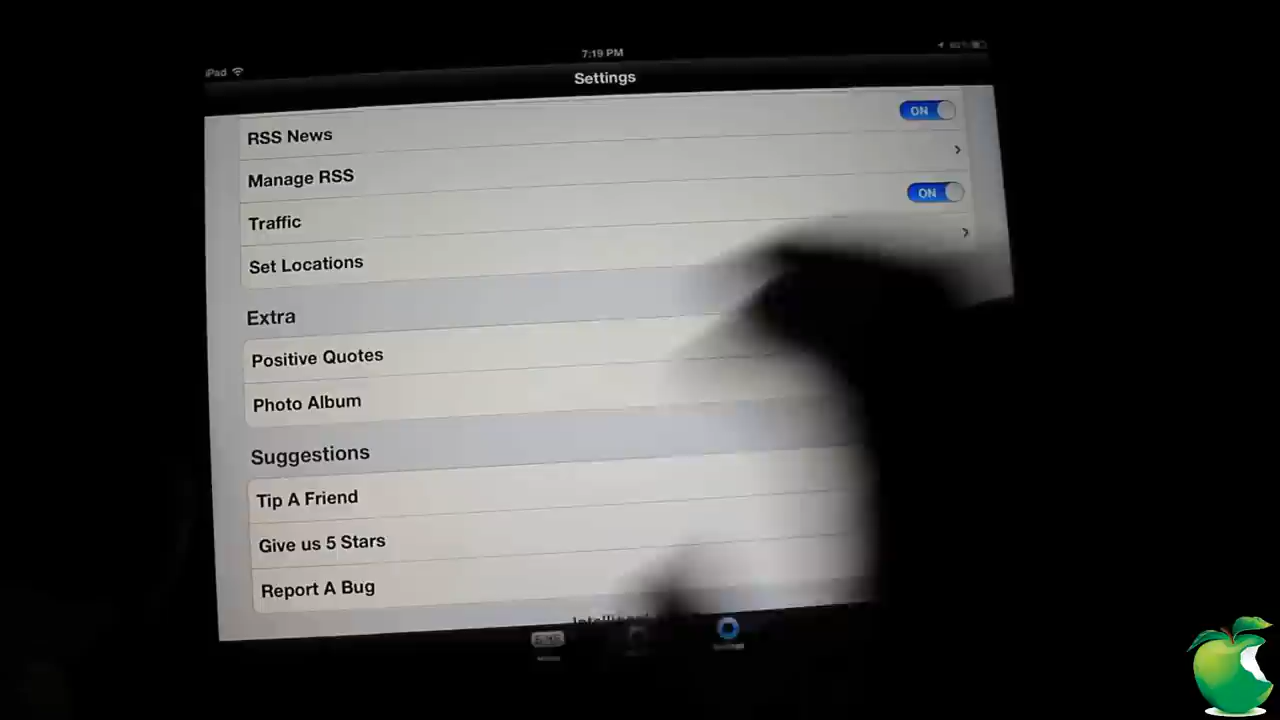 7:19 PM
iPad
Settings
RSS News
ON
Manage RSS
Traffic
ON
Set Locations
Extra
Positive Quotes
Photo Album
Suggestions
Tip A Friend
Give us 5 Stars
Report A Bug